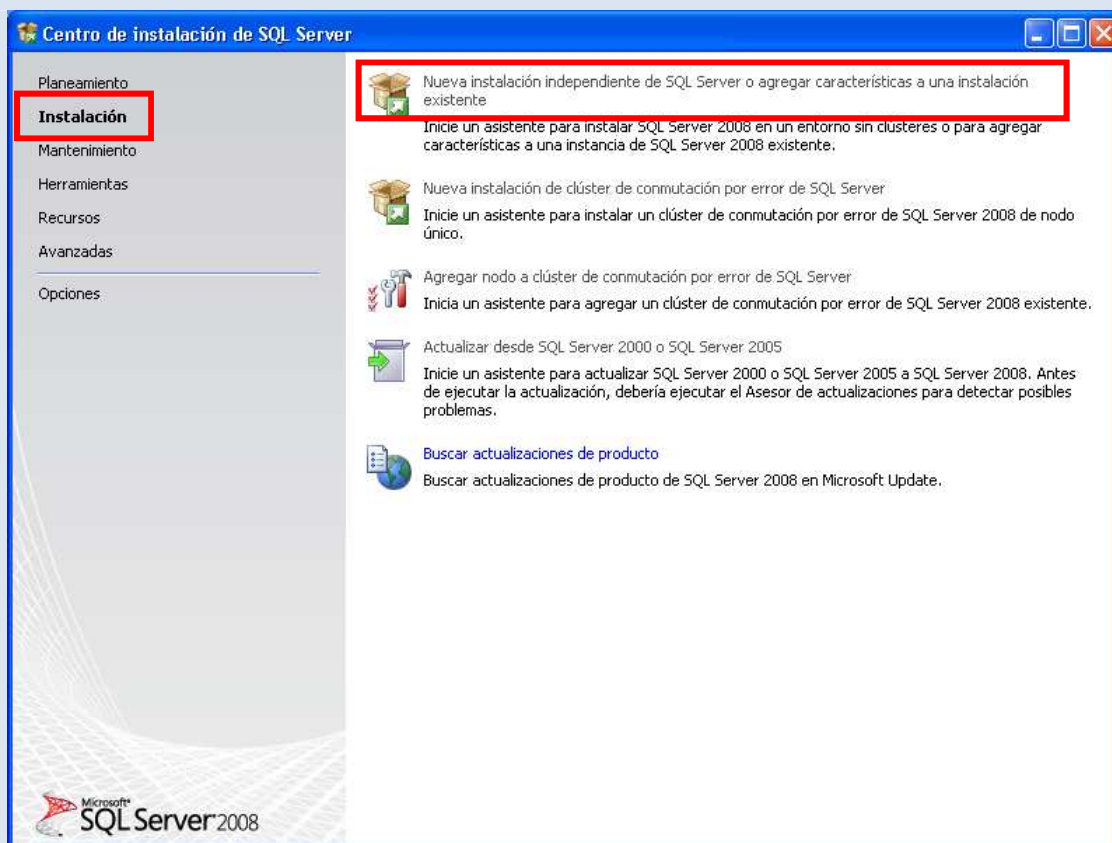 Centro de instalación de SQL Server
Planeamiento
Instalación
Mantenimiento
Herramientas
Recursos
Avanzadas
Opciones
Nueva instalación independiente de SQL Server o agregar características a una instalación
existente
Inicie un asistente para instalar SQL Server 2008 en un entorno sin clústeres o para agregar
características a una instancia de SQL Server 2008 existente.
Nueva instalación de clúster de conmutación por error de SQL Server
Inicie un asistente para instalar un clúster de conmutación por error de SQL Server 2008 de nodo
único.
Agregar nodo a clúster de conmutación por error de SQL Server
Inicia un asistente para agregar un clúster de conmutación por error de SQL Server 2008 existente.
Actualizar desde SQL Server 2000 o SQL Server 2005
Inicie un asistente para actualizar SQL Server 2000 o SQL Server 2005 a SQL Server 2008. Antes
de ejecutar la actualización, debería ejecutar el Asesor de actualizaciones para detectar posibles
problemas.
Buscar actualizaciones de producto
Buscar actualizaciones de producto de SQL Server 2008 en Microsoft Update.
Microsoft®
SQL Server 2008